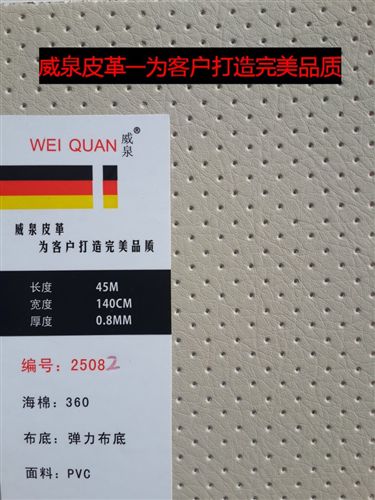 威泉皮革—为客户打造完美品质
WEI QUAN 威泉®
威泉皮革
为客户打造完美品质
长度 45M
宽度 140CM
厚度 0.8MM
编号:25082
海棉:360
布底:弹力布底
面料:PVC